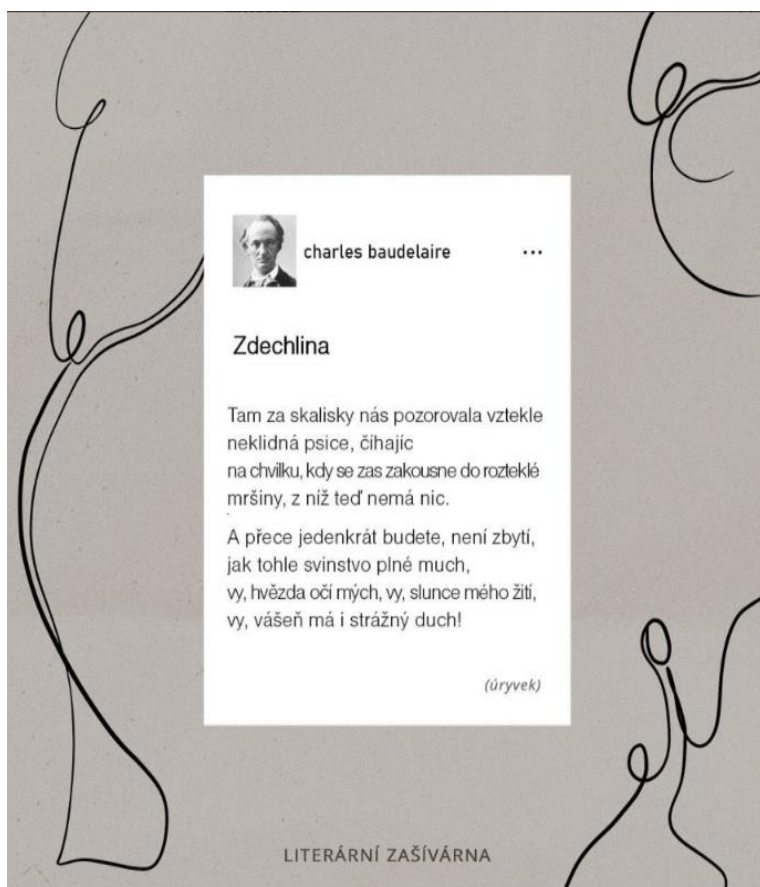 charles baudelaire
Zdechlina
Tam za skalisky nás pozorovala vztekle
neklidná psice, číhajíc
na chvilku, kdy se zas zakousne do rozteklé
mršiny, z níž teď nemá nic.
A přece jedenkrát budete, není zbytí,
jak tohle svinstvo plné much,
vy, hvězda očí mých, vy, slunce mého žití,
vy, vášeň má i strážný duch!
(úryvek)
LITERÁRNÍ ZAŠÍVÁRNA